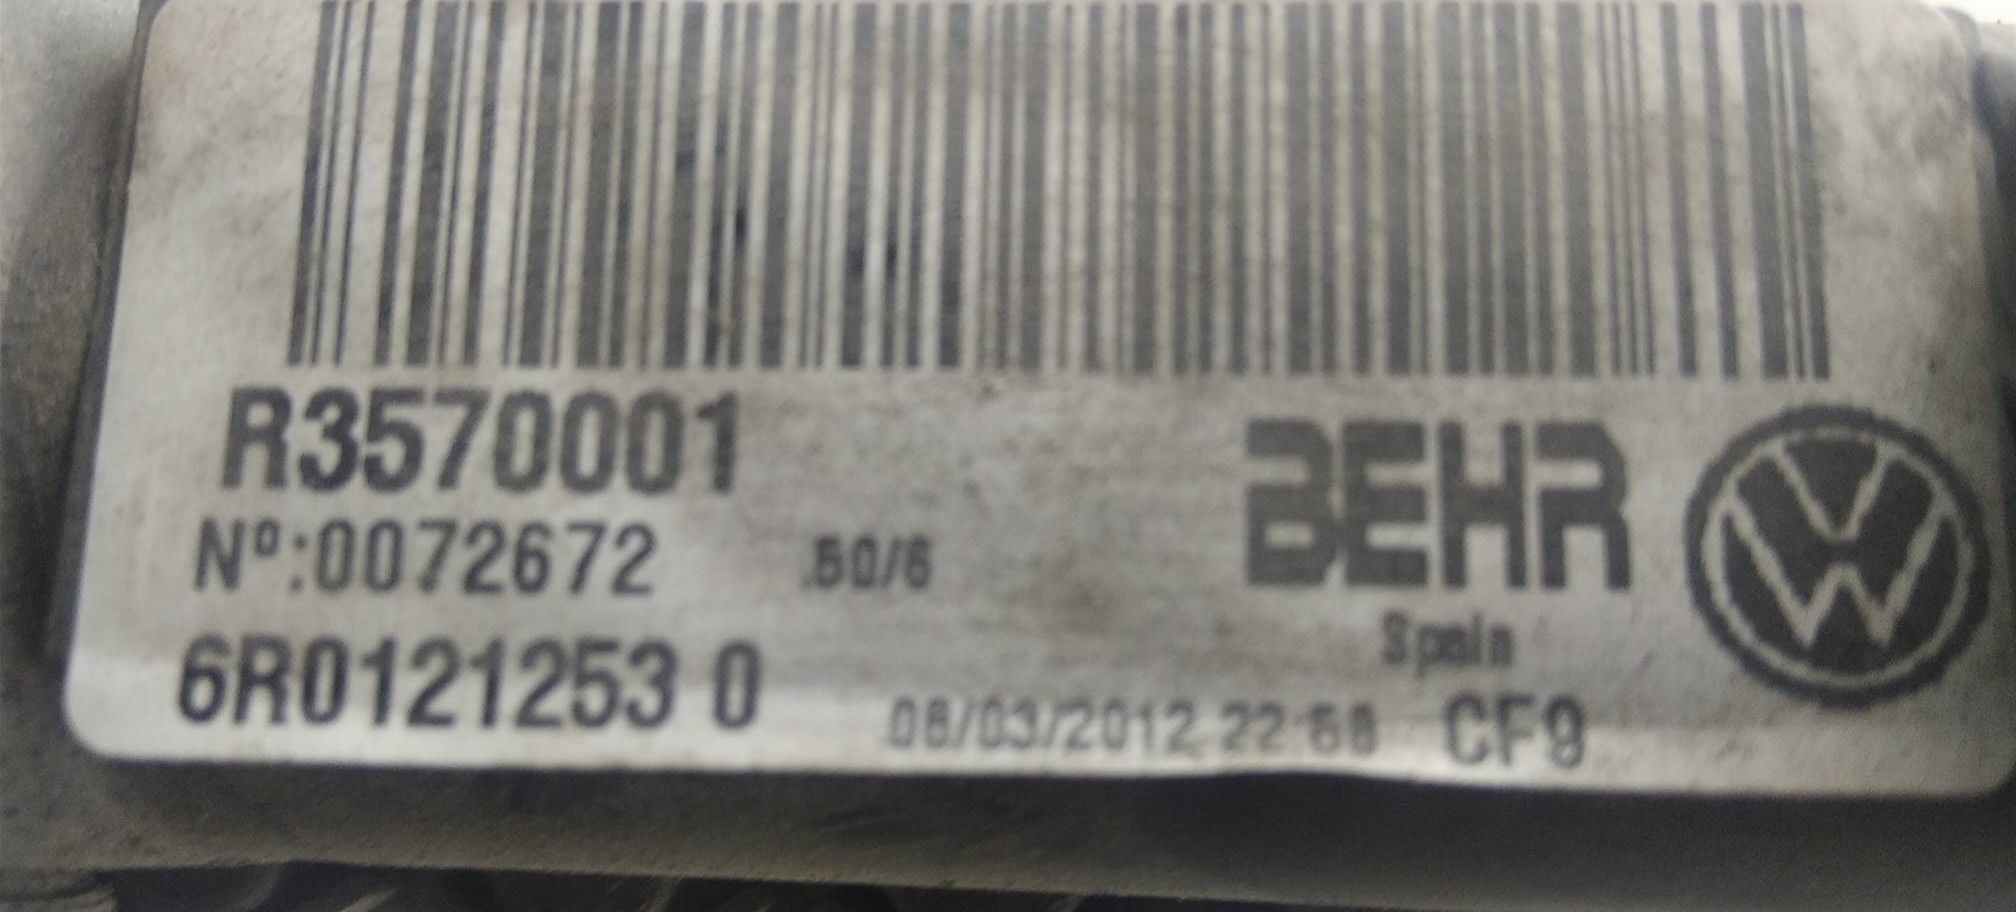 R3570001
Nº:0072672 .50/6
BEHR
Spain
6R0121253 0
08/03/2012 22:58 CF9